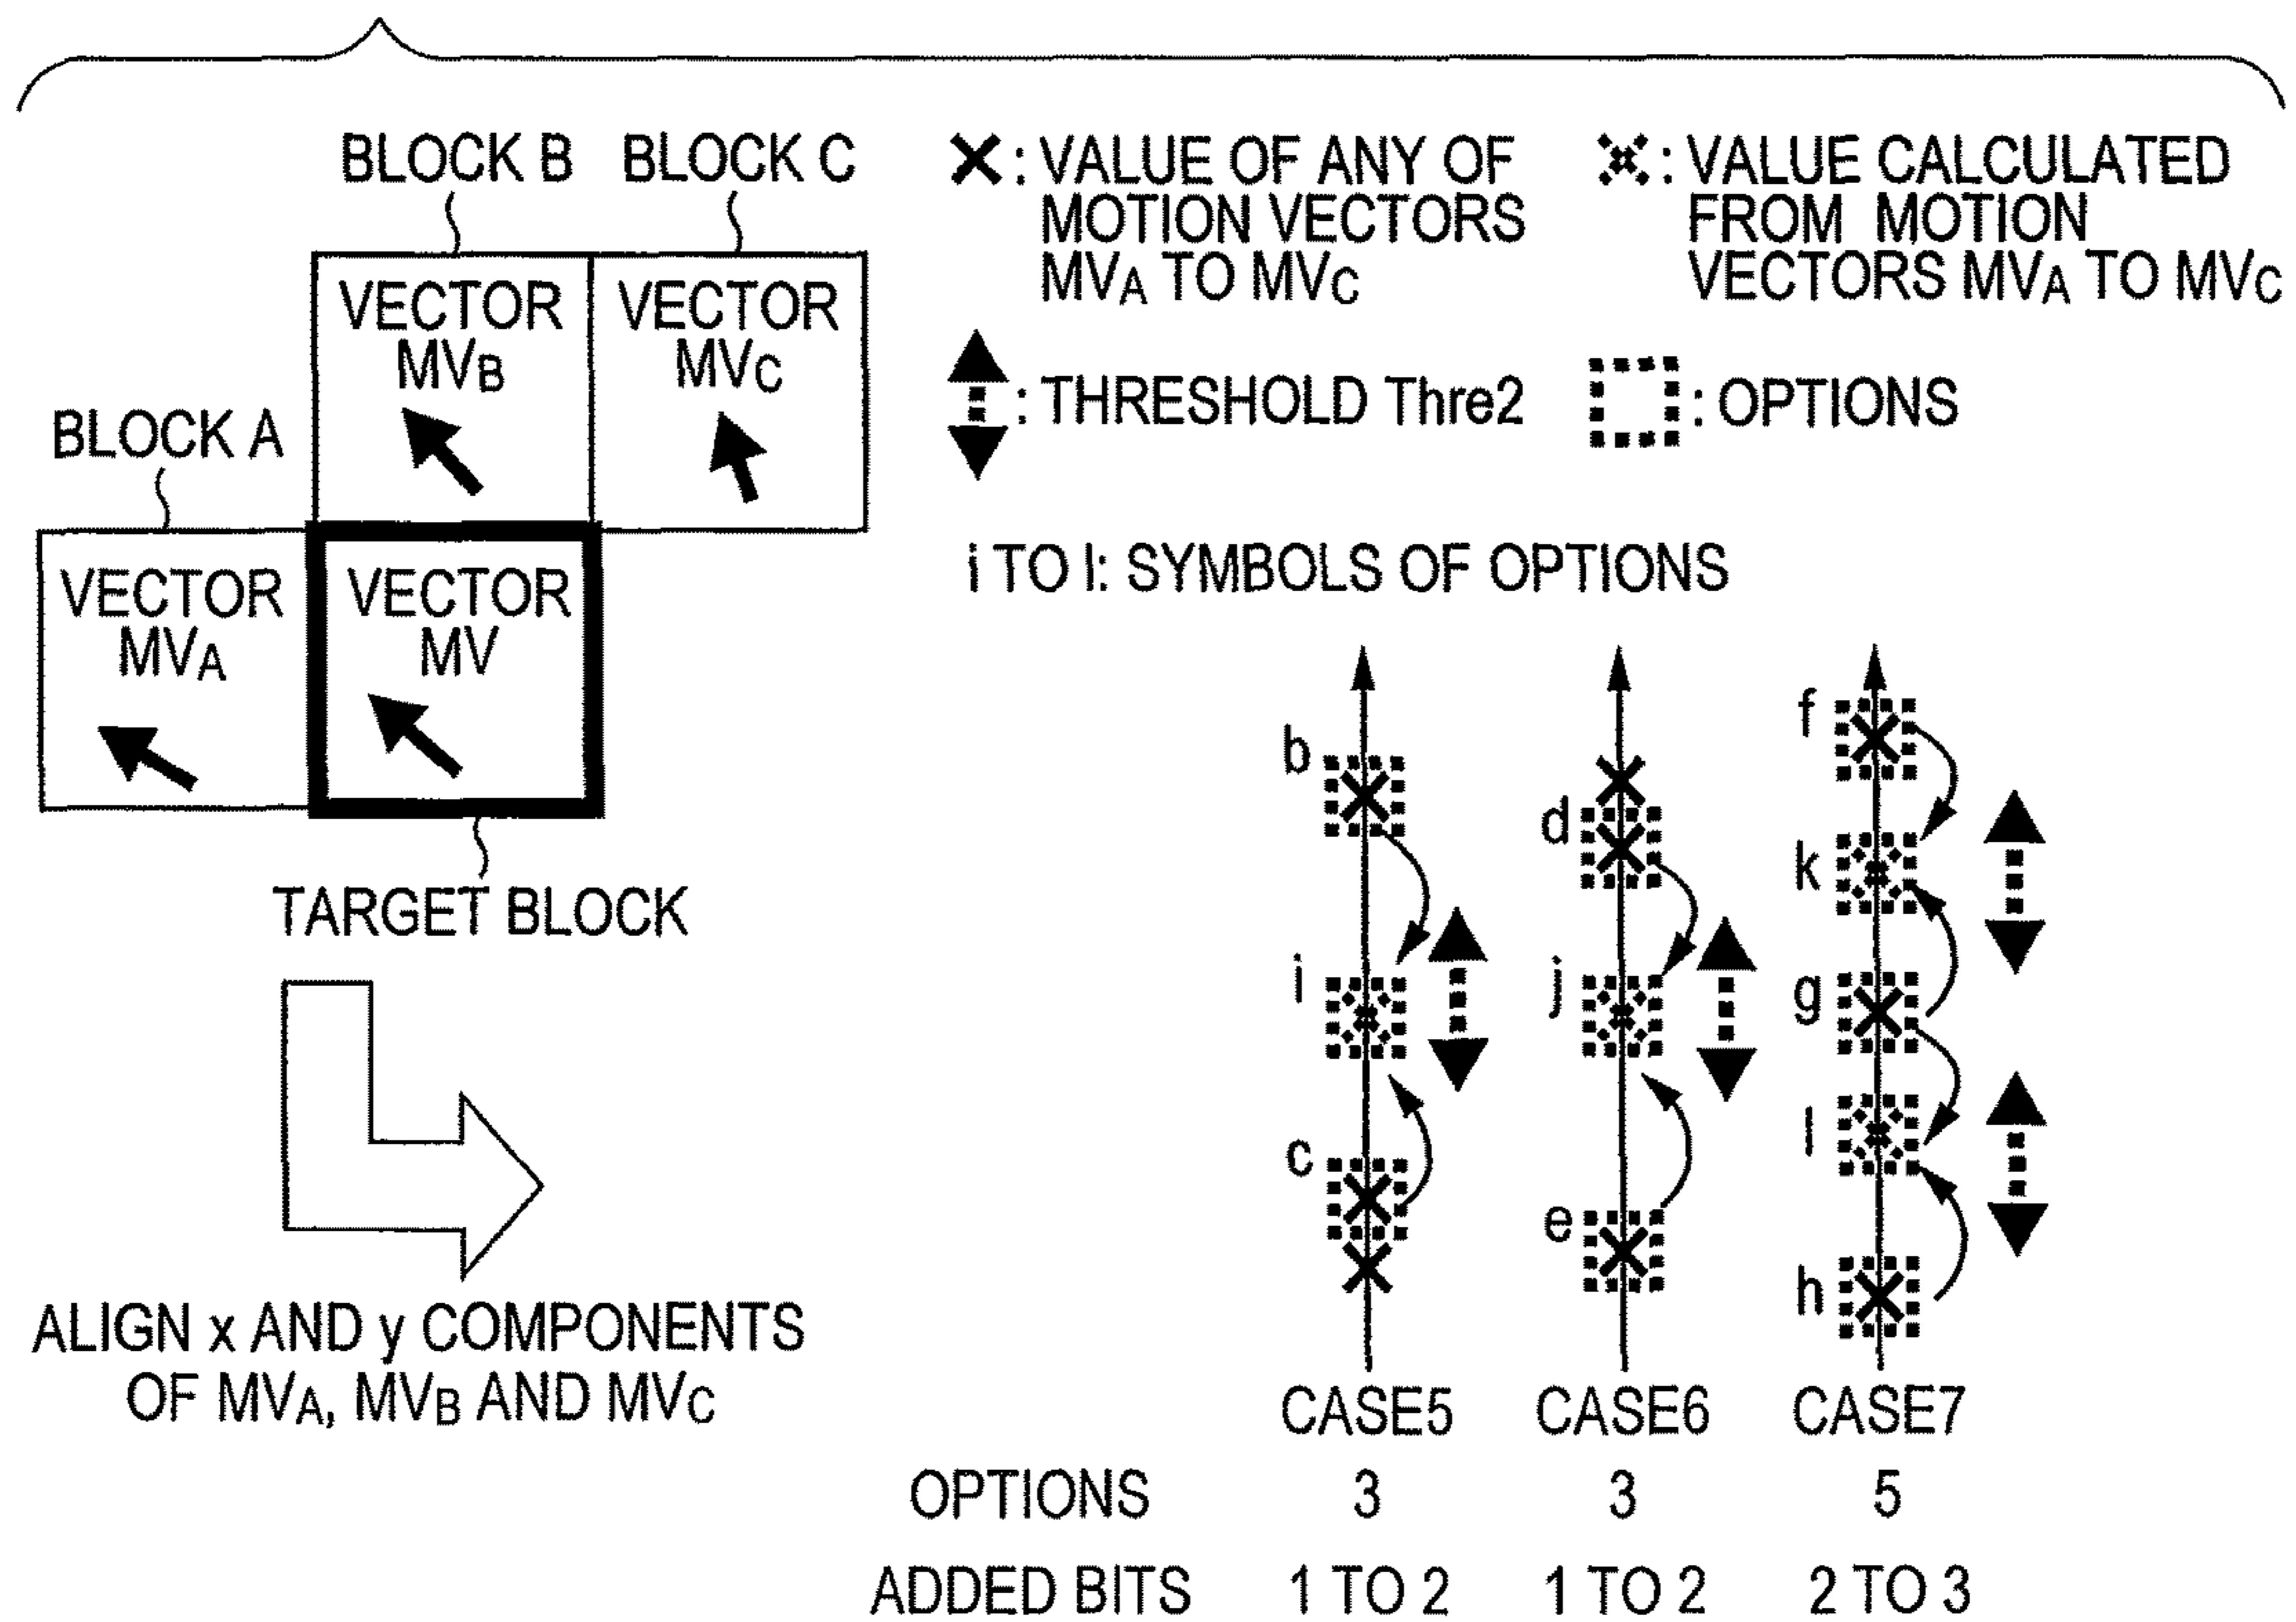 BLOCK B
BLOCK C
VECTOR
MVB
VECTOR
MVC
BLOCK A
VECTOR
MVA
VECTOR
MV
TARGET BLOCK
ALIGN x AND y COMPONENTS
OF MVA, MVB AND MVC
: VALUE OF ANY OF
MOTION VECTORS
MVA TO MVC
: VALUE CALCULATED
FROM MOTION
VECTORS MVA TO MVC
: THRESHOLD Thre2
: OPTIONS
i TO l: SYMBOLS OF OPTIONS
b
i
c
d
j
e
f
k
g
l
h
CASE5 CASE6 CASE7
OPTIONS 3 3 5
ADDED BITS 1 TO 2 1 TO 2 2 TO 3